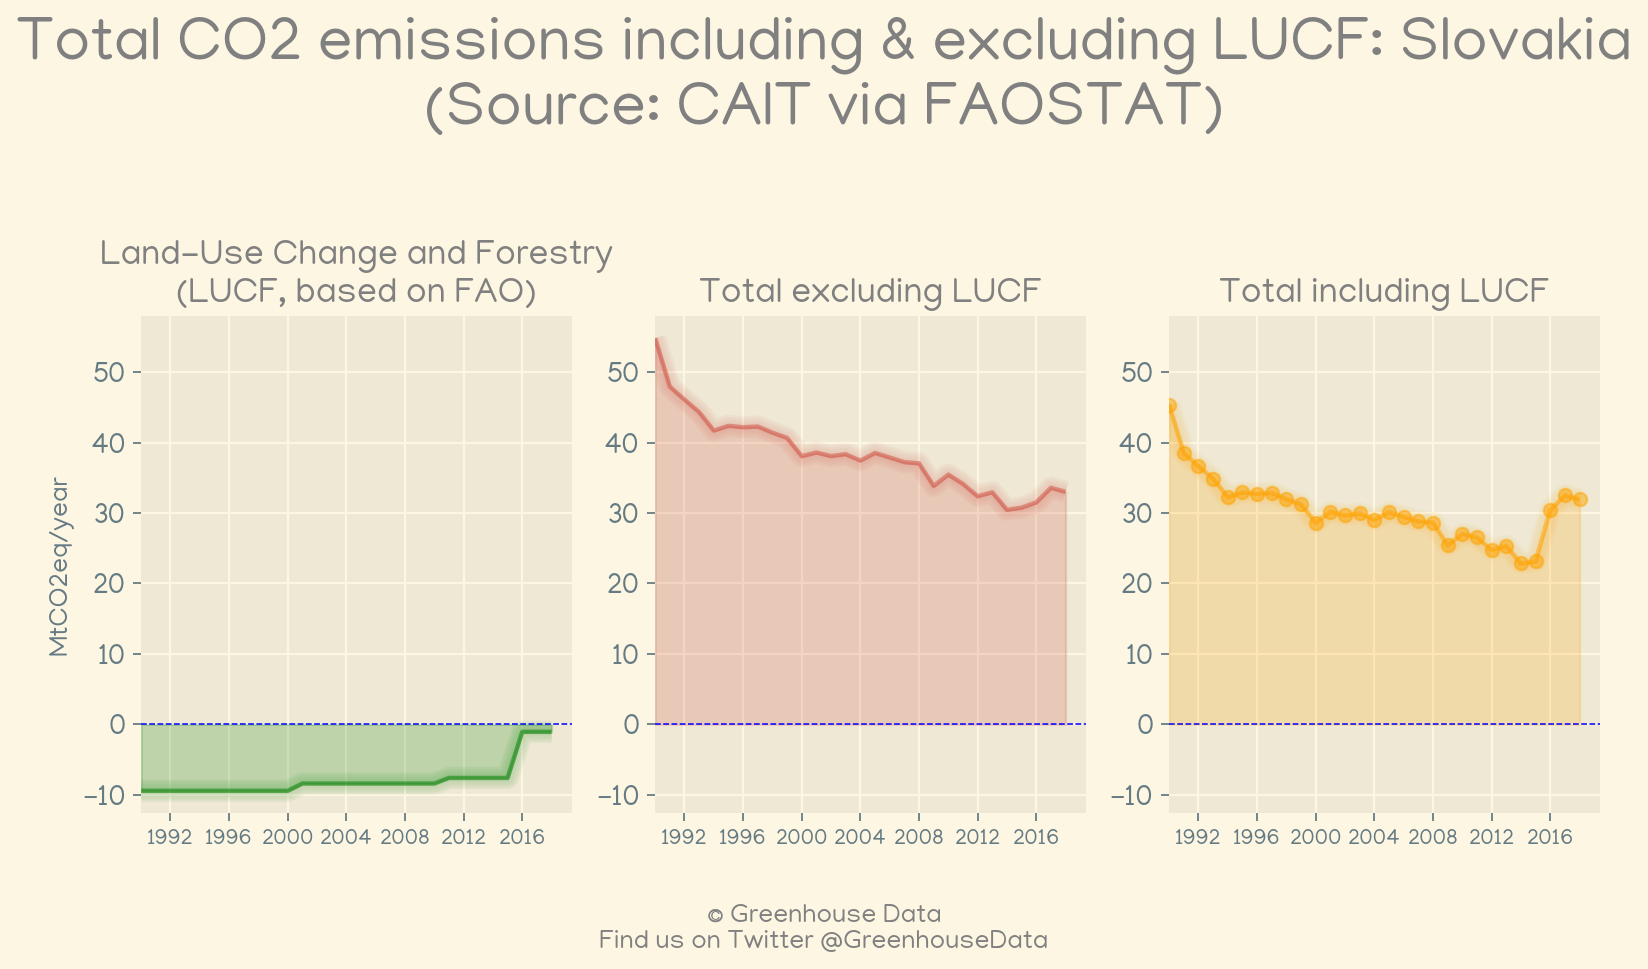 Total CO2 emissions including & excluding LUCF: Slovakia
(Source: CAIT via FAOSTAT)
Land-Use Change and Forestry
(LUCF, based on FAO)
Total excluding LUCF
Total including LUCF
MtCO2eq/year
50
40
30
20
10
0
-10
1992 1996 2000 2004 2008 2012 2016
50
40
30
20
10
0
-10
1992 1996 2000 2004 2008 2012 2016
50
40
30
20
10
0
-10
1992 1996 2000 2004 2008 2012 2016
© Greenhouse Data
Find us on Twitter @GreenhouseData